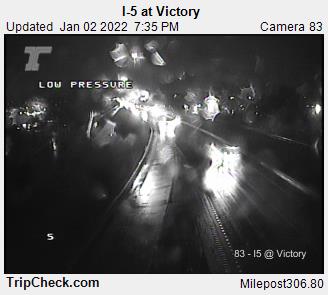 I-5 at Victory
Updated Jan 02 2022 7:35 PM Camera 83
T
LOW PRESSURE
S
83 - I5 @ Victory
TripCheck.com Milepost306.80